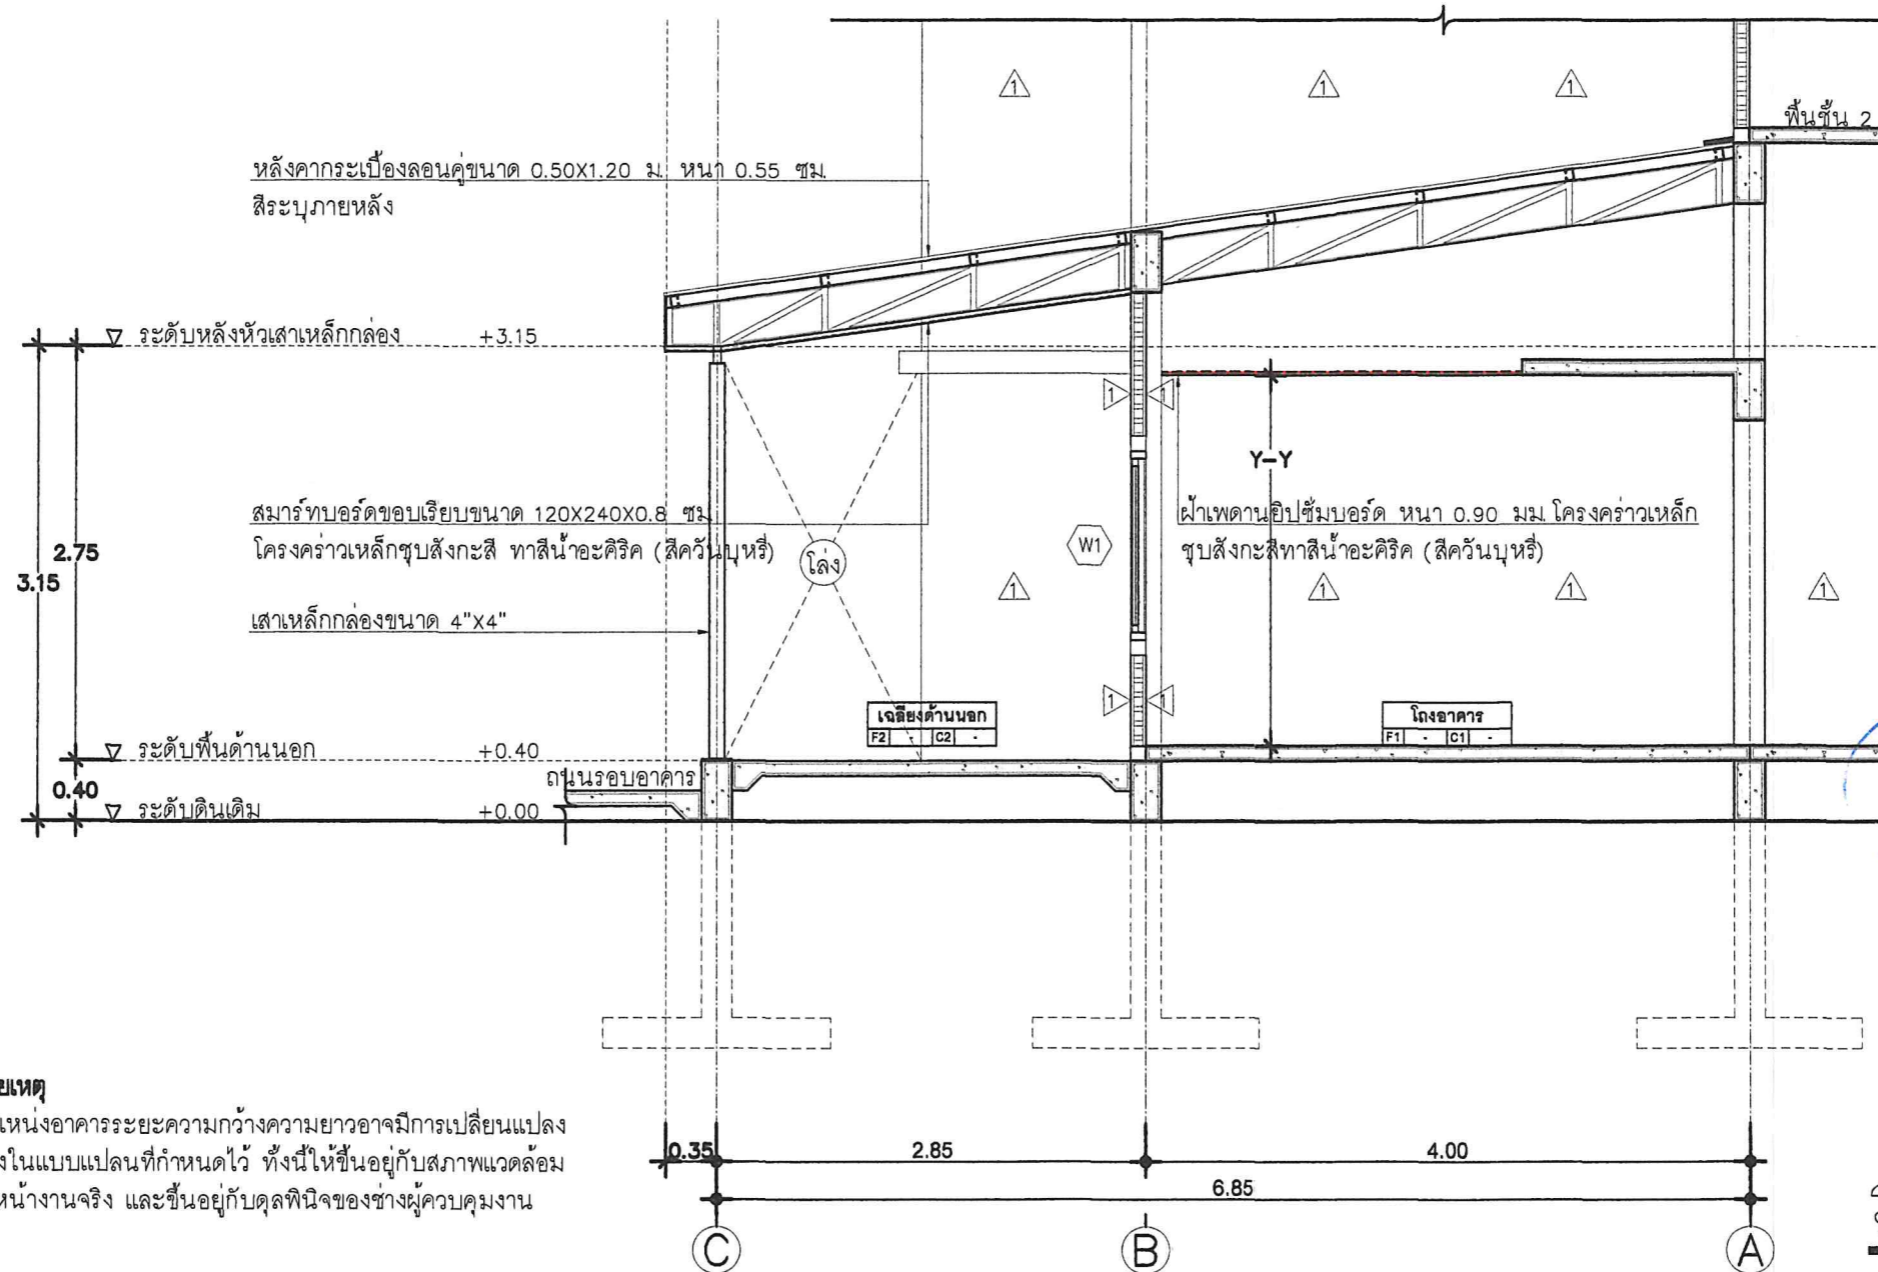 1
1
1
พื้นชั้น 2
หลังคากระเบื้องลอนคู่ขนาด 0.50X1.20 ม. หนา 0.55 ซม.
สีระบุภายหลัง
ระดับหลังหัวเสาเหล็กกล่อง +3.15
1 1
Y-Y
สมาร์ทบอร์ดขอบเรียบขนาด 120X240X0.8 ซม.
โครงคร่าวเหล็กชุบสังกะสี ทาสีน้ำอะคิริค (สีควันบุหรี่)
ฝ้าเพดานยิปซั่มบอร์ด หนา 0.90 มม. โครงคร่าวเหล็ก
ชุบสังกะสีทาสีน้ำอะคิริค (สีควันบุหรี่)
W1
โล่ง
2.75
3.15
1
1
1
1
เสาเหล็กกล่องขนาด 4"X4"
1 1
เฉลียงด้านนอก
F2 - C2 -
โถงอาคาร
F1 - C1 -
ระดับพื้นด้านนอก +0.40
ถนนรอบอาคาร
0.40
ระดับดินเดิม +0.00
ยเหตุ
แหน่งอาคารระยะความกว้างความยาวอาจมีการเปลี่ยนแปลง
งในแบบแปลนที่กำหนดไว้ ทั้งนี้ให้ขึ้นอยู่กับสภาพแวดล้อม
หน้างานจริง และขึ้นอยู่กับดุลพินิจของช่างผู้ควบคุมงาน
0.35 2.85 4.00
6.85
C B A